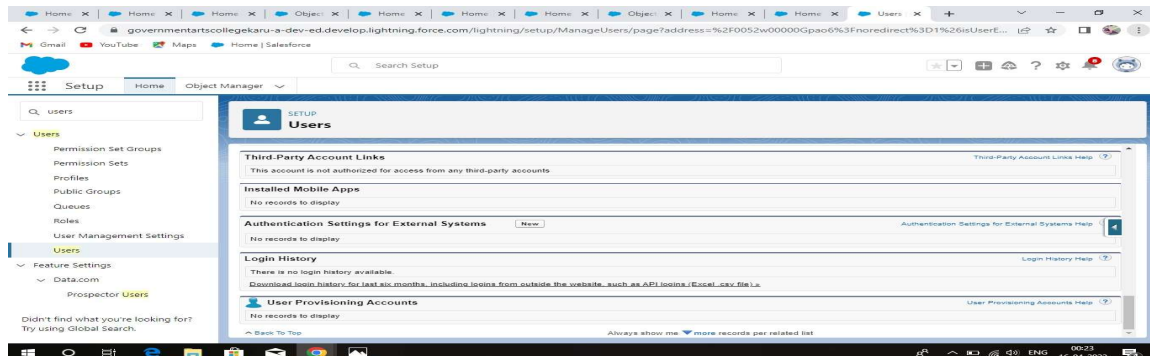 Home Home Home Object Home Home Home Object Home Home Users
governmentartscollegekaru-a-dev-ed.develop.lightning.force.com/lightning/setup/ManageUsers/page?address=%2F0052w00000Gpao6%3Fnoredirect%3D1%26isUserE...
Gmail YouTube Maps Home | Salesforce
Search Setup
Setup Home Object Manager
users
SETUP
Users
Users
Permission Set Groups
Permission Sets
Profiles
Public Groups
Queues
Roles
User Management Settings
Users
Feature Settings
Data.com
Prospector Users
Didn't find what you're looking for?
Try using Global Search.
Third-Party Account Links Third-Party Account Links Help
This account is not authorized for access from any third-party accounts
Installed Mobile Apps
No records to display
Authentication Settings for External Systems New Authentication Settings for External Systems Help
No records to display
Login History Login History Help
There is no login history available.
Download login history for last six months, including logins from outside the website, such as API logins (Excel .csv file) »
User Provisioning Accounts User Provisioning Accounts Help
No records to display
^ Back To Top Always show me more records per related list
ENG 00:23